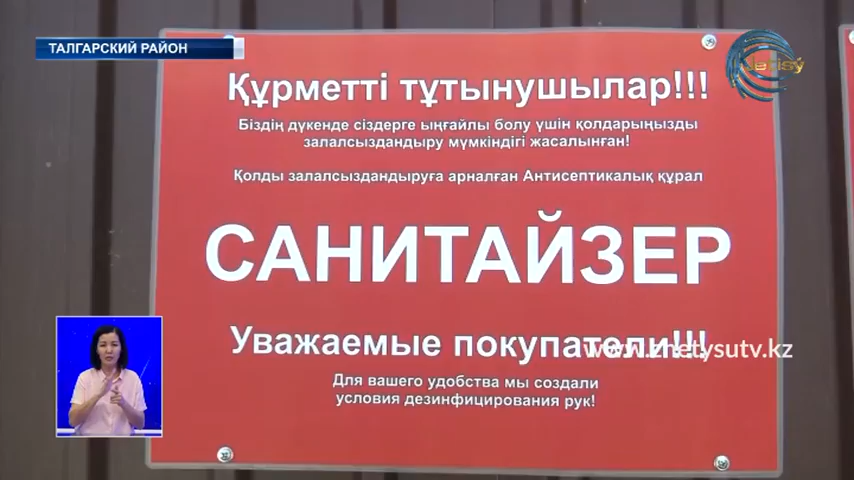 ТАЛГАРСКИЙ РАЙОН
Jetisý
Құрметті тұтынушылар!!!
Біздің дүкенде сіздерге ыңғайлы болу үшін қолдарыңызды
залалсыздандыру мүмкіндігі жасалынған!
Қолды залалсыздандыруға арналған Антисептикалық құрал
САНИТАЙЗЕР
Уважаемые покупатели!!!
www.zhetysutv.kz
Для вашего удобства мы создали
условия дезинфицирования рук!